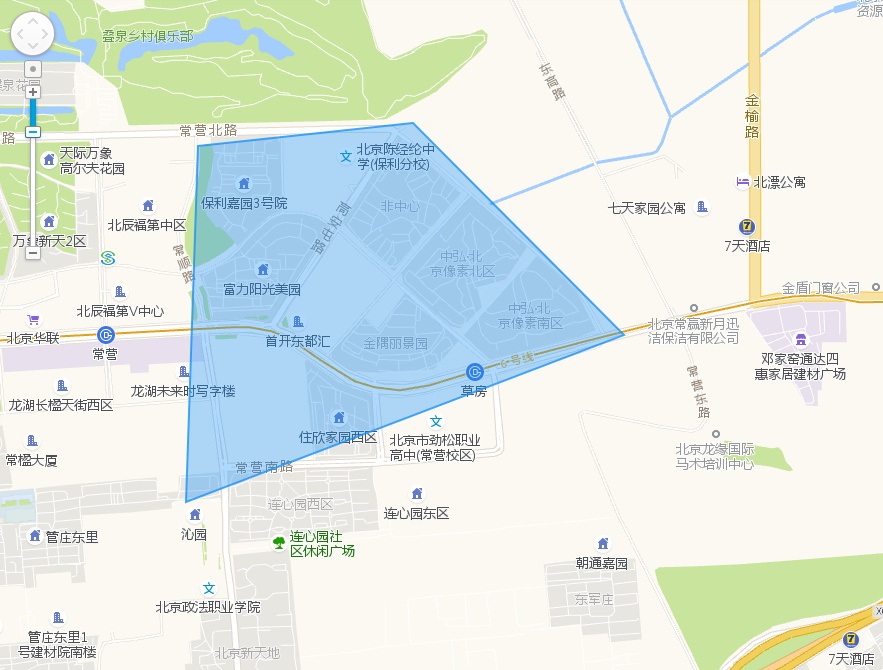 叠泉乡村俱乐部
资源
东高路
金榆路
路
常营北路
天际万象
高尔夫花园
北京陈经纶中
学(保利分校)
北漂公寓
保利嘉园3号院
非中心
七天家园公寓
北辰福第中区
万象新天2区
7天酒店
常顺路
中弘·北
京像素北区
富力阳光美园
金盾门窗公司
北辰福第V中心
中弘·北
京像素南区
北京常赢新月迅
洁保洁有限公司
北京华联
常营
首开东都汇
金隅丽景园
6号线
邓家窑通达四
惠家居建材广场
草房
龙湖未来时写字楼
常营东路
龙湖长楹天街西区
住欣家园西区
北京市劲松职业
高中(常营校区)
北京龙缘国际
马术培训中心
常楹大厦
常营南路
连心园西区
连心园东区
沁园
管庄东里
连心园社
区休闲广场
朝通嘉园
东军庄
北京政法职业学院
管庄东里1
号建材院南楼
北京新天地
7天酒店